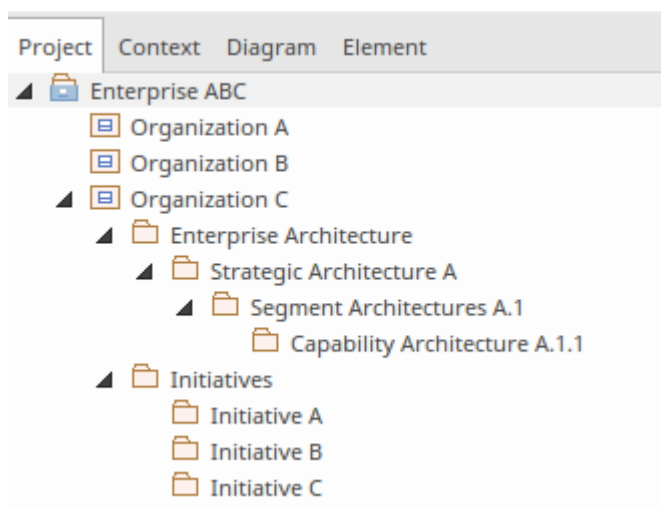 Project Context Diagram Element
Enterprise ABC
Organization A
Organization B
Organization C
Enterprise Architecture
Strategic Architecture A
Segment Architectures A.1
Capability Architecture A.1.1
Initiatives
Initiative A
Initiative B
Initiative C